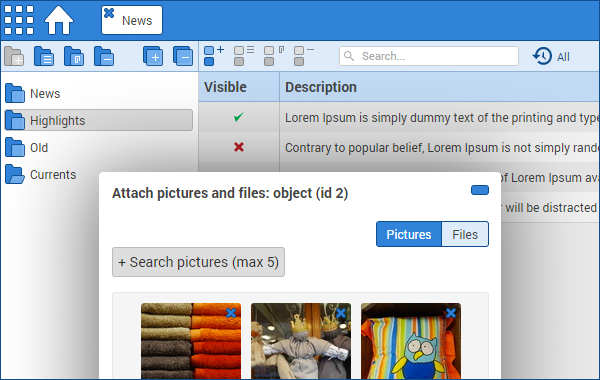 News
Search...
All
News
Highlights
Old
Currents
Visible
Description
Lorem Ipsum is simply dummy text of the printing and type
Contrary to popular belief, Lorem Ipsum is not simply rand
of Lorem Ipsum ava
will be distracted
Attach pictures and files: object (id 2)
Pictures
Files
+ Search pictures (max 5)